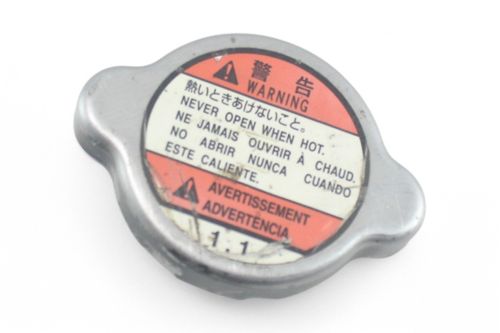 警告
WARNING
熱いときあけないこと。
NEVER OPEN WHEN HOT.
NE JAMAIS OUVRIR À CHAUD.
NO ABRIR NUNCA CUANDO
ESTE CALIENTE.
AVERTISSEMENT
ADVERTENCIA
1.1